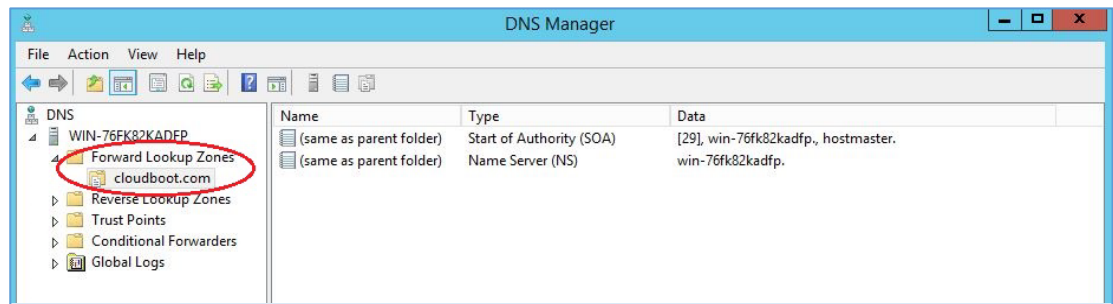 DNS Manager
File Action View Help
DNS
WIN-76FK82KADFP
Forward Lookup Zones
cloudboot.com
Reverse Lookup Zones
Trust Points
Conditional Forwarders
Global Logs
Name Type Data
(same as parent folder) Start of Authority (SOA) [29], win-76fk82kadfp., hostmaster.
(same as parent folder) Name Server (NS) win-76fk82kadfp.